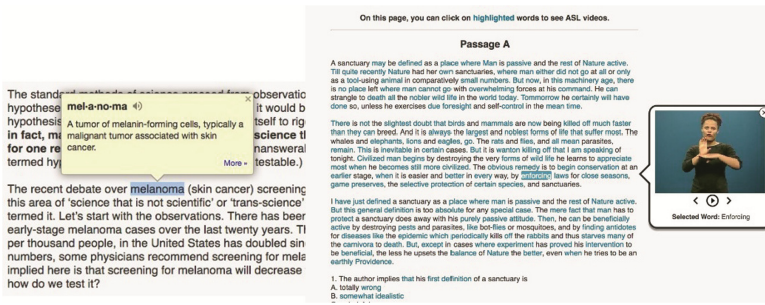 The standard methods of science proceed from observatio
hypothese
it would b
hypothesis
tself to rig
in fact, ma
science th
for one re
nanswerabl
termed hyp
testable.)
mel·a·no·ma
A tumor of melanin-forming cells, typically a
malignant tumor associated with skin
cancer.
More »
The recent debate over melanoma (skin cancer) screening
this area of 'science that is not scientific' or 'trans-science'
termed it. Let's start with the observations. There has been
early-stage melanoma cases over the last twenty years. Th
per thousand people, in the United States has doubled sin
numbers, some physicians recommend screening for mela
implied here is that screening for melanoma will decrease
how do we test it?
On this page, you can click on highlighted words to see ASL videos.
Passage A
A sanctuary may be defined as a place where Man is passive and the rest of Nature active.
Till quite recently Nature had her own sanctuaries, where man either did not go at all or only
as a tool-using animal in comparatively small numbers. But now, in this machinery age, there
is no place left where man cannot go with overwhelming forces at his command. He can
strangle to death all the nobler wild life in the world today. Tommorrow he certainly will have
done so, unless he exercises due foresight and self-control in the mean time.
There is not the slightest doubt that birds and mammals are now being killed off much faster
than they can breed. And it is always the largest and noblest forms of life that suffer most. The
whales and elephants, lions and eagles, go. The rats and flies, and all mean parasites,
remain. This is inevitable in certain cases. But it is wanton killing off that I am speaking of
tonight. Civilized man begins by destroying the very forms of wild life he learns to appreciate
most when he becomes still more civilized. The obvious remedy is to begin conservation at an
earlier stage, when it is easier and better in every way, by enforcing laws for close seasons,
game preserves, the selective protection of certain species, and sanctuaries.
I have just defined a sanctuary as a place where man is passive and the rest of Nature active.
But this general definition is too absolute for any special case. The mere fact that man has to
protect a sanctuary does away with his purely passive attitude. Then, he can be beneficially
active by destroying pests and parasites, like bot-flies or mosquitoes, and by finding antidotes
for diseases like the epidemic which periodically kills off the rabbits and thus starves many of
the carnivora to death. But, except in cases where experiment has proved his intervention to
be beneficial, the less he upsets the balance of Nature the better, even when he tries to be an
earthly Providence.
1. The author implies that his first definition of a sanctuary is
A. totally wrong
B. somewhat idealistic
Selected Word: Enforcing